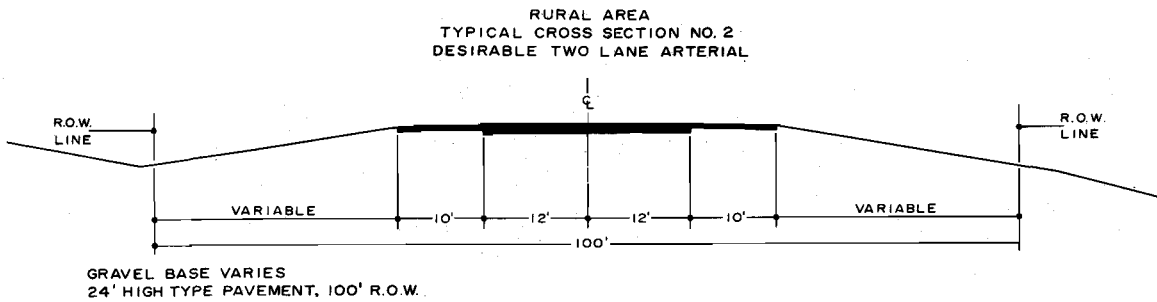 RURAL AREA
TYPICAL CROSS SECTION NO. 2
DESIRABLE TWO LANE ARTERIAL
℄
R.O.W.
LINE
R.O.W.
LINE
VARIABLE 10' 12' 12' 10' VARIABLE
100'
GRAVEL BASE VARIES
24' HIGH TYPE PAVEMENT, 100' R.O.W.